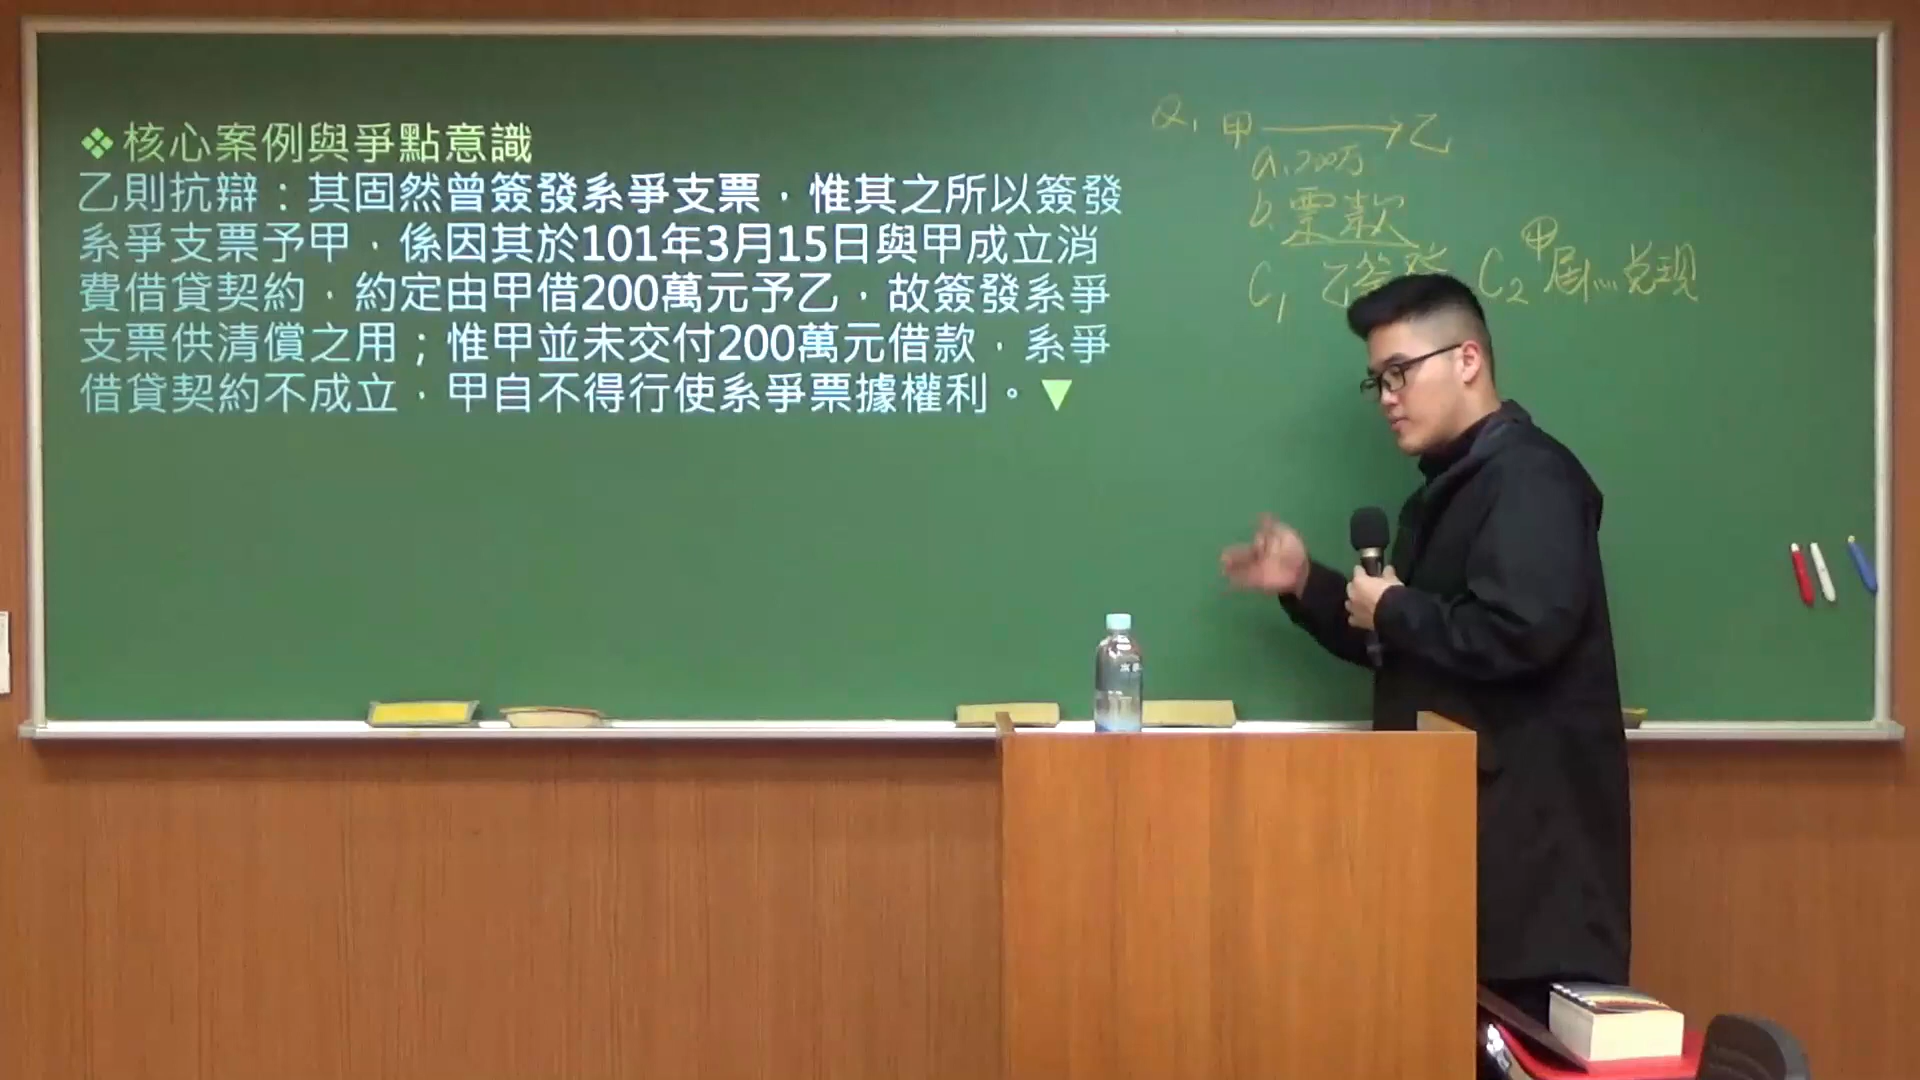 ❖核心案例與爭點意識
乙則抗辯：其固然曾簽發系爭支票，惟其之所以簽發
系爭支票予甲，係因其於101年3月15日與甲成立消
費借貸契約，約定由甲借200萬元予乙，故簽發系爭
支票供清償之用；惟甲並未交付200萬元借款，系爭
借貸契約不成立，甲自不得行使系爭票據權利。▼
Q1 甲→乙
a. 200万
b. 票款
C1 乙簽發 C2 甲屆 兑現